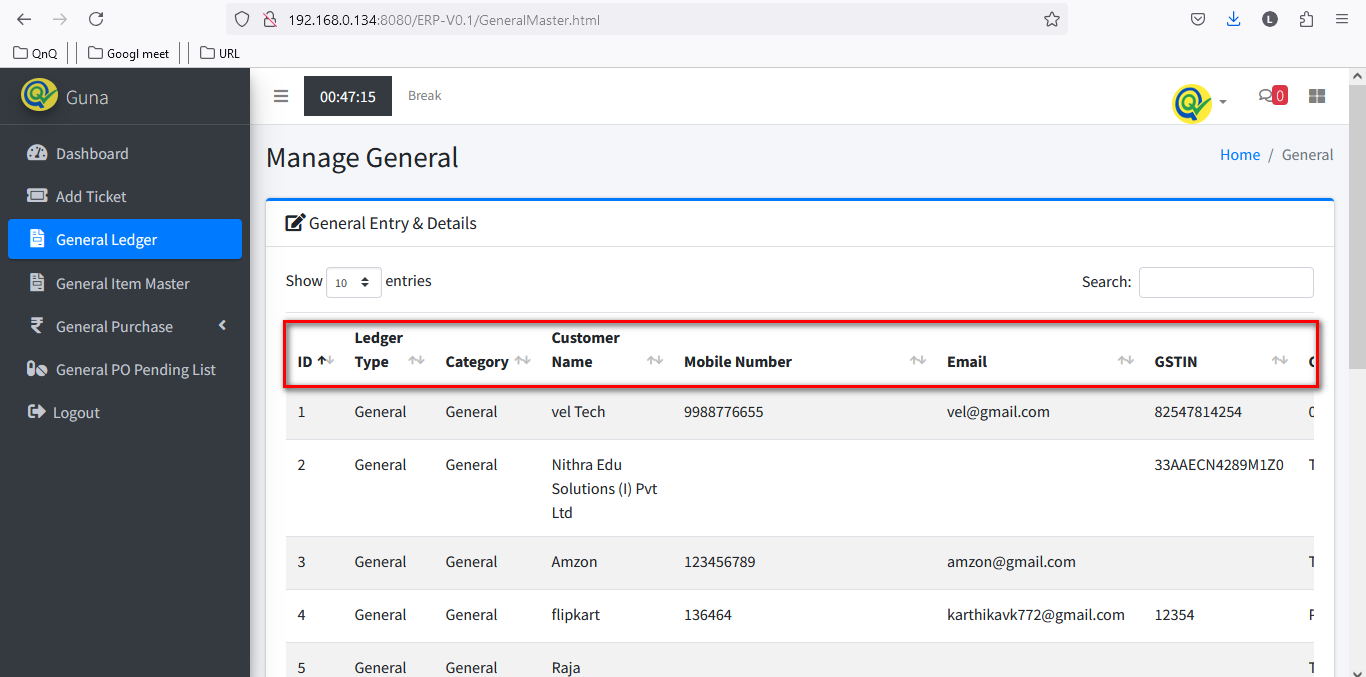 192.168.0.134:8080/ERP-V0.1/GeneralMaster.html
L
QnQ
Googl meet
URL
Guna
00:47:15
Break
0
Dashboard
Add Ticket
General Ledger
General Item Master
General Purchase
General PO Pending List
Logout
Manage General
Home / General
General Entry & Details
Show 10 entries
Search:
ID Ledger Type Category Customer Name Mobile Number Email GSTIN
1 General General vel Tech 9988776655 vel@gmail.com 82547814254
2 General General Nithra Edu 33AAECN4289M1Z0
Solutions (I) Pvt
Ltd
3 General General Amzon 123456789 amzon@gmail.com
4 General General flipkart 136464 karthikavk772@gmail.com 12354
5 General General Raja